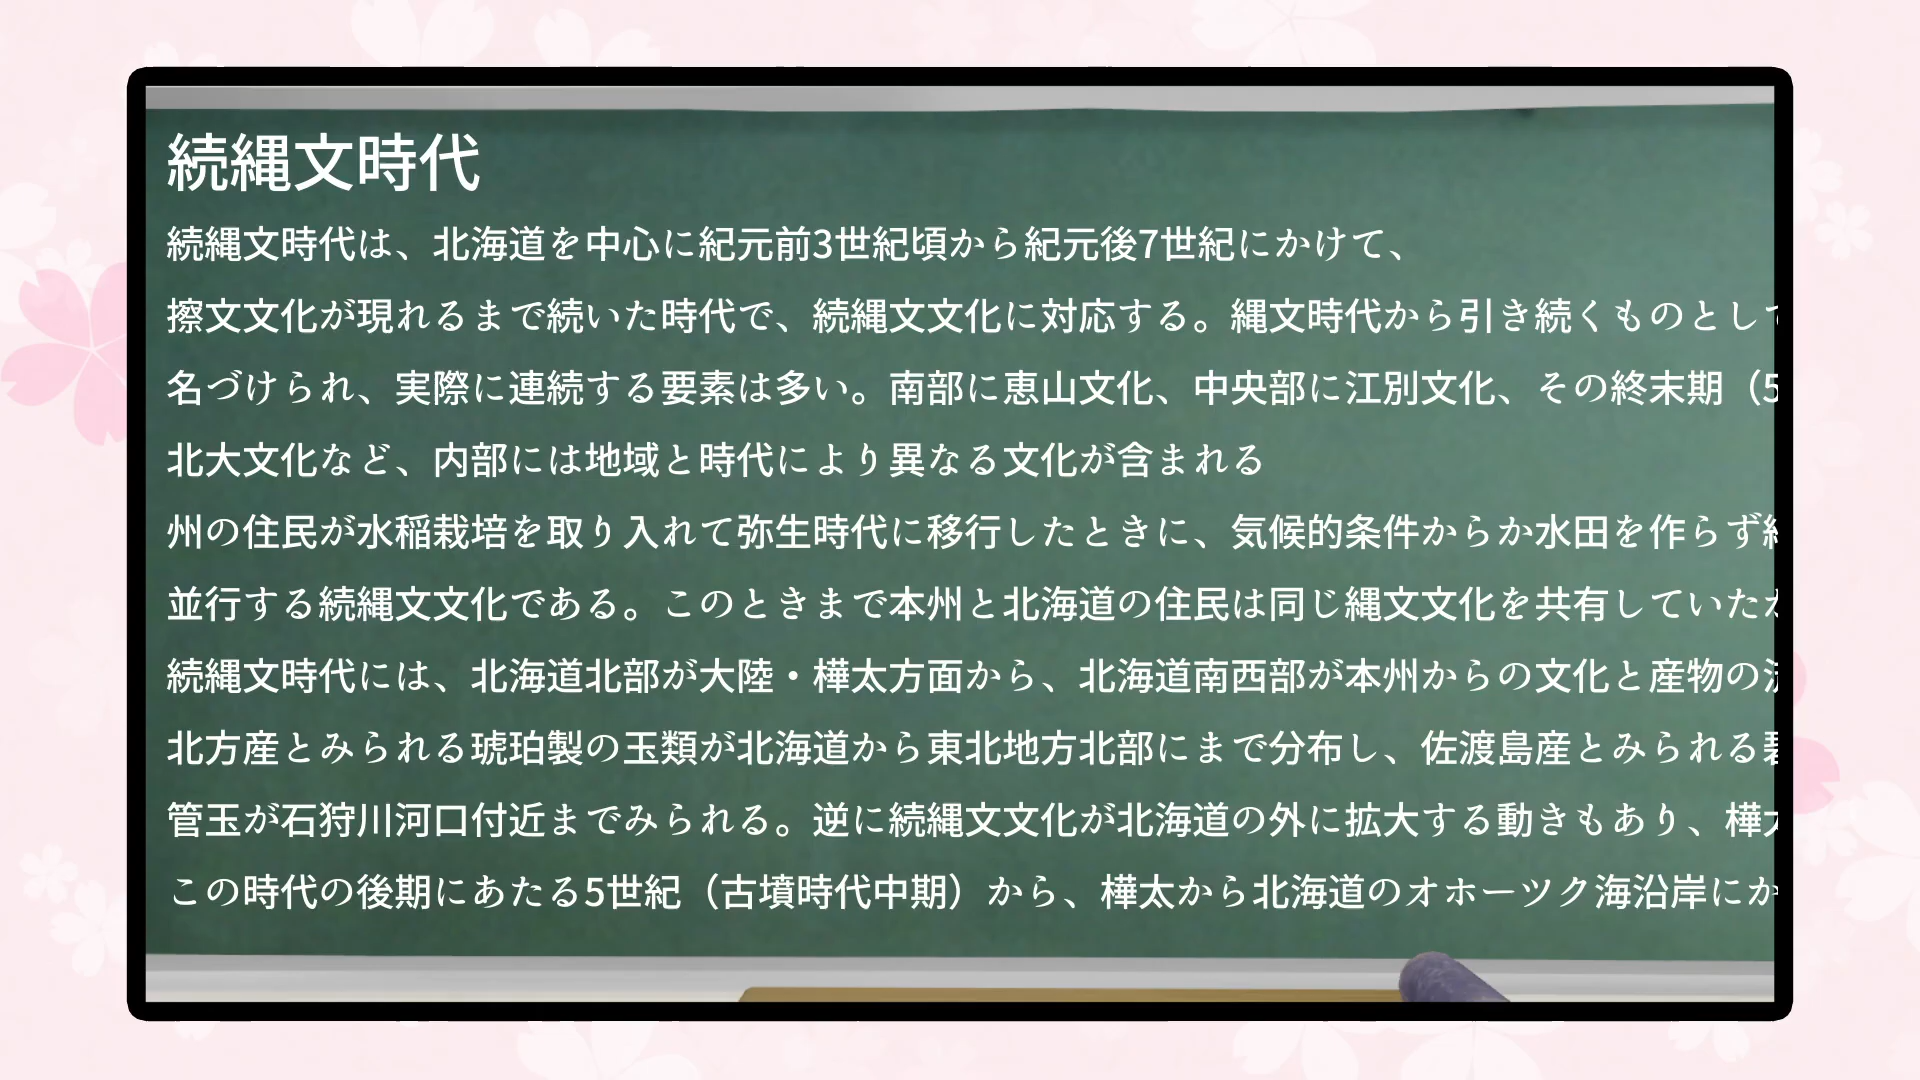 続縄文時代
続縄文時代は、北海道を中心に紀元前3世紀頃から紀元後7世紀にかけて、
擦文文化が現れるまで続いた時代で、続縄文文化に対応する。縄文時代から引き続くものとして
名づけられ、実際に連続する要素は多い。南部に恵山文化、中央部に江別文化、その終末期（5
北大文化など、内部には地域と時代により異なる文化が含まれる
州の住民が水稲栽培を取り入れて弥生時代に移行したときに、気候的条件からか水田を作らず
並行する続縄文文化である。このときまで本州と北海道の住民は同じ縄文文化を共有していた
続縄文時代には、北海道北部が大陸・樺太方面から、北海道南西部が本州からの文化と産物の
北方産とみられる琥珀製の玉類が北海道から東北地方北部にまで分布し、佐渡島産とみられる
管玉が石狩川河口付近までみられる。逆に続縄文文化が北海道の外に拡大する動きもあり、樺太
この時代の後期にあたる5世紀（古墳時代中期）から、樺太から北海道のオホーツク海沿岸にか